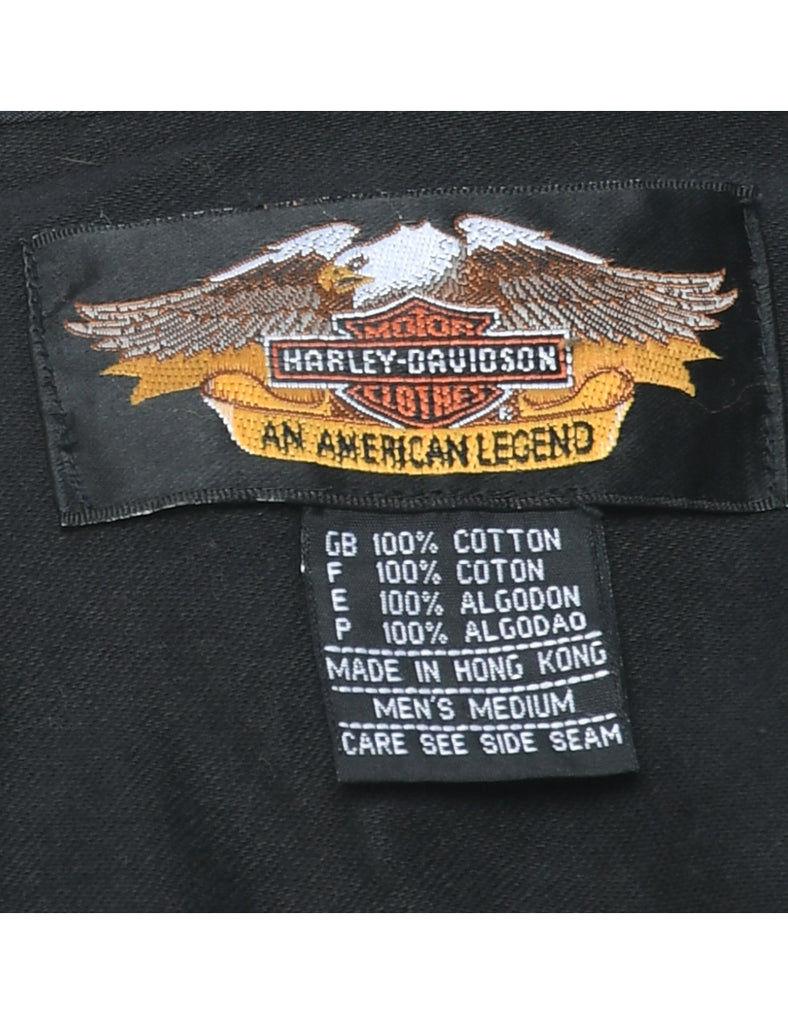 MOTOR
HARLEY-DAVIDSON
CLOTHES
®
AN AMERICAN LEGEND
GB 100% COTTON
F 100% COTON
E 100% ALGODON
P 100% ALGODAO
MADE IN HONG KONG
MEN'S MEDIUM
CARE SEE SIDE SEAM